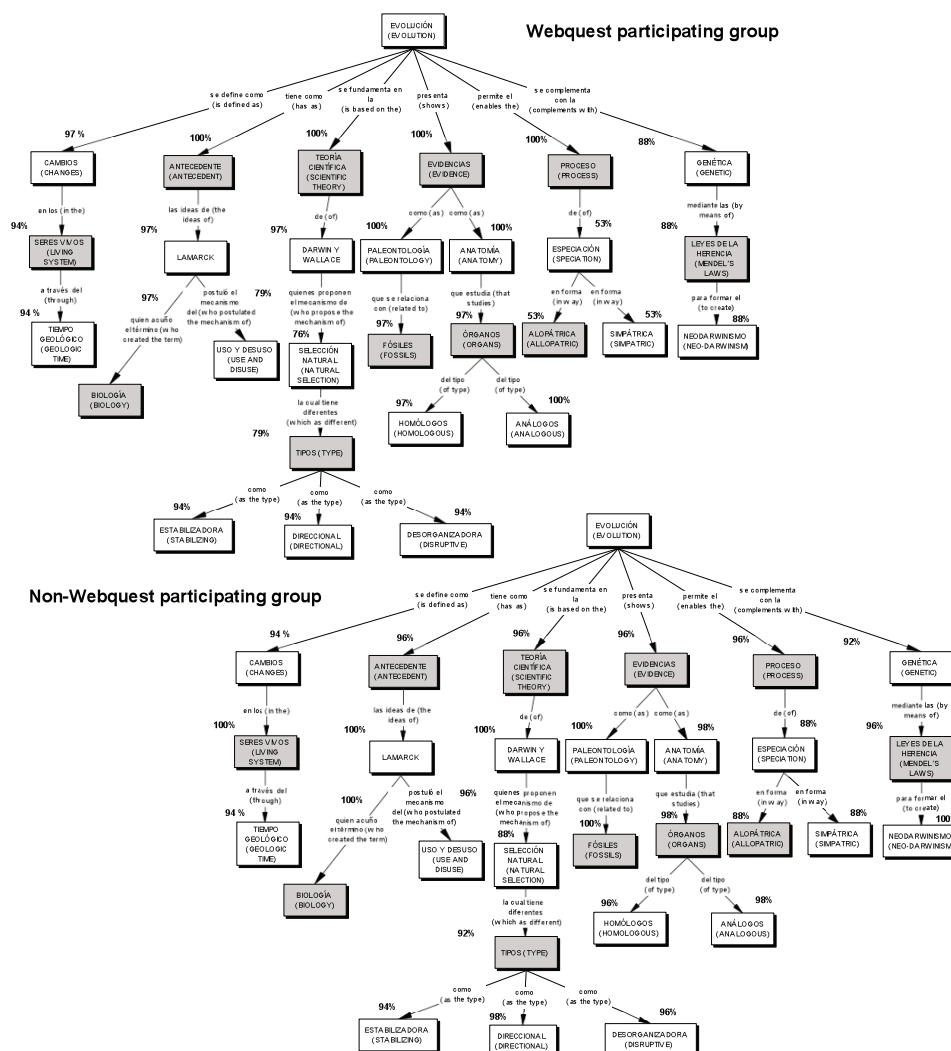 EVOLUCIÓN
(EVOLUTION)
Webquest participating group
se define como
(is defined as)
tiene como
(has as)
se fundamenta en
la
(is based on the)
presenta
(shows)
permite el
(enables the)
se complementa
con la
(complements with)
97 %
100%
100%
100%
100%
88%
CAMBIOS
(CHANGES)
ANTECEDENTE
(ANTECEDENT)
TEORÍA
CIENTÍFICA
(SCIENTIFIC
THEORY)
EVIDENCIAS
(EVIDENCE)
PROCESO
(PROCESS)
GENÉTICA
(GENETIC)
en los (in the)
las ideas de (the
ideas of)
de (of)
como (as)
como (as)
de (of)
mediante las (by
means of)
94%
97%
97%
100%
100%
53%
88%
SERES VIVOS
(LIVING
SYSTEM)
LAMARCK
DARWIN Y
WALLACE
PALEONTOLOGÍA
(PALEONTOLOGY)
ANATOMÍA
(ANATOMY)
ESPECIACIÓN
(SPECIATION)
LEYES DE LA
HERENCIA
(MENDEL'S
LAWS)
a través del
(through)
quien acuño
el término (who
created the term)
postuló el
mecanismo
del (who postulated
the mechanism of)
quienes proponen
el mecanismo de
(who propose the
mechanism of)
que se relaciona
con (related to)
que estudia (that
studies)
en forma
(in way)
en forma
(in way)
para formar el
(to create)
94 %
97%
79%
76%
97%
97%
53%
53%
88%
TIEMPO
GEOLÓGICO
(GEOLOGIC
TIME)
BIOLOGÍA
(BIOLOGY)
USO Y DESUSO
(USE AND
DISUSE)
SELECCIÓN
NATURAL
(NATURAL
SELECTION)
FÓSILES
(FOSSILS)
ÓRGANOS
(ORGANS)
ALOPÁTRICA
(ALLOPATRIC)
SIMPÁTRICA
(SIMPATRIC)
NEODARWINISMO
(NEO-DARWINISM)
la cual tiene
diferentes
(which as different)
del tipo
(of type)
del tipo
(of type)
79%
97%
100%
TIPOS (TYPE)
HOMÓLOGOS
(HOMOLOGOUS)
ANÁLOGOS
(ANALOGOUS)
como
(as the type)
como
(as the type)
como
(as the type)
94%
94%
94%
ESTABILIZADORA
(STABILIZING)
DIRECCIONAL
(DIRECTIONAL)
DESORGANIZADORA
(DISRUPTIVE)
EVOLUCIÓN
(EVOLUTION)
Non-Webquest participating group
se define como
(is defined as)
tiene como
(has as)
se fundamenta en
la
(is based on the)
presenta
(shows)
permite el
(enables the)
se complementa
con la
(complements with)
94 %
96%
96%
96%
96%
92%
CAMBIOS
(CHANGES)
ANTECEDENTE
(ANTECEDENT)
TEORÍA
CIENTÍFICA
(SCIENTIFIC
THEORY)
EVIDENCIAS
(EVIDENCE)
PROCESO
(PROCESS)
GENÉTICA
(GENETIC)
en los (in the)
las ideas de (the
ideas of)
de (of)
como (as)
como (as)
de (of)
mediante las (by
means of)
100%
100%
100%
100%
98%
88%
96%
SERES VIVOS
(LIVING
SYSTEM)
LAMARCK
DARWIN Y
WALLACE
PALEONTOLOGÍA
(PALEONTOLOGY)
ANATOMÍA
(ANATOMY)
ESPECIACIÓN
(SPECIATION)
LEYES DE LA
HERENCIA
(MENDEL'S
LAWS)
a través del
(through)
quien acuño
el término (who
created the term)
postuló el
mecanismo
del (who postulated
the mechanism of)
quienes proponen
el mecanismo de
(who propose the
mechanism of)
que se relaciona
con (related to)
que estudia (that
studies)
en forma
(in way)
en forma
(in way)
para formar el
(to create)
94 %
100%
96%
88%
100%
98%
88%
88%
100
TIEMPO
GEOLÓGICO
(GEOLOGIC
TIME)
BIOLOGÍA
(BIOLOGY)
USO Y DESUSO
(USE AND
DISUSE)
SELECCIÓN
NATURAL
(NATURAL
SELECTION)
FÓSILES
(FOSSILS)
ÓRGANOS
(ORGANS)
ALOPÁTRICA
(ALLOPATRIC)
SIMPÁTRICA
(SIMPATRIC)
NEODARWINISMO
(NEO-DARWINISM)
la cual tiene
diferentes
(which as different)
del tipo
(of type)
del tipo
(of type)
92%
96%
98%
TIPOS (TYPE)
HOMÓLOGOS
(HOMOLOGOUS)
ANÁLOGOS
(ANALOGOUS)
como
(as the type)
como
(as the type)
como
(as the type)
94%
98%
96%
ESTABILIZADORA
(STABILIZING)
DIRECCIONAL
(DIRECTIONAL)
DESORGANIZADORA
(DISRUPTIVE)